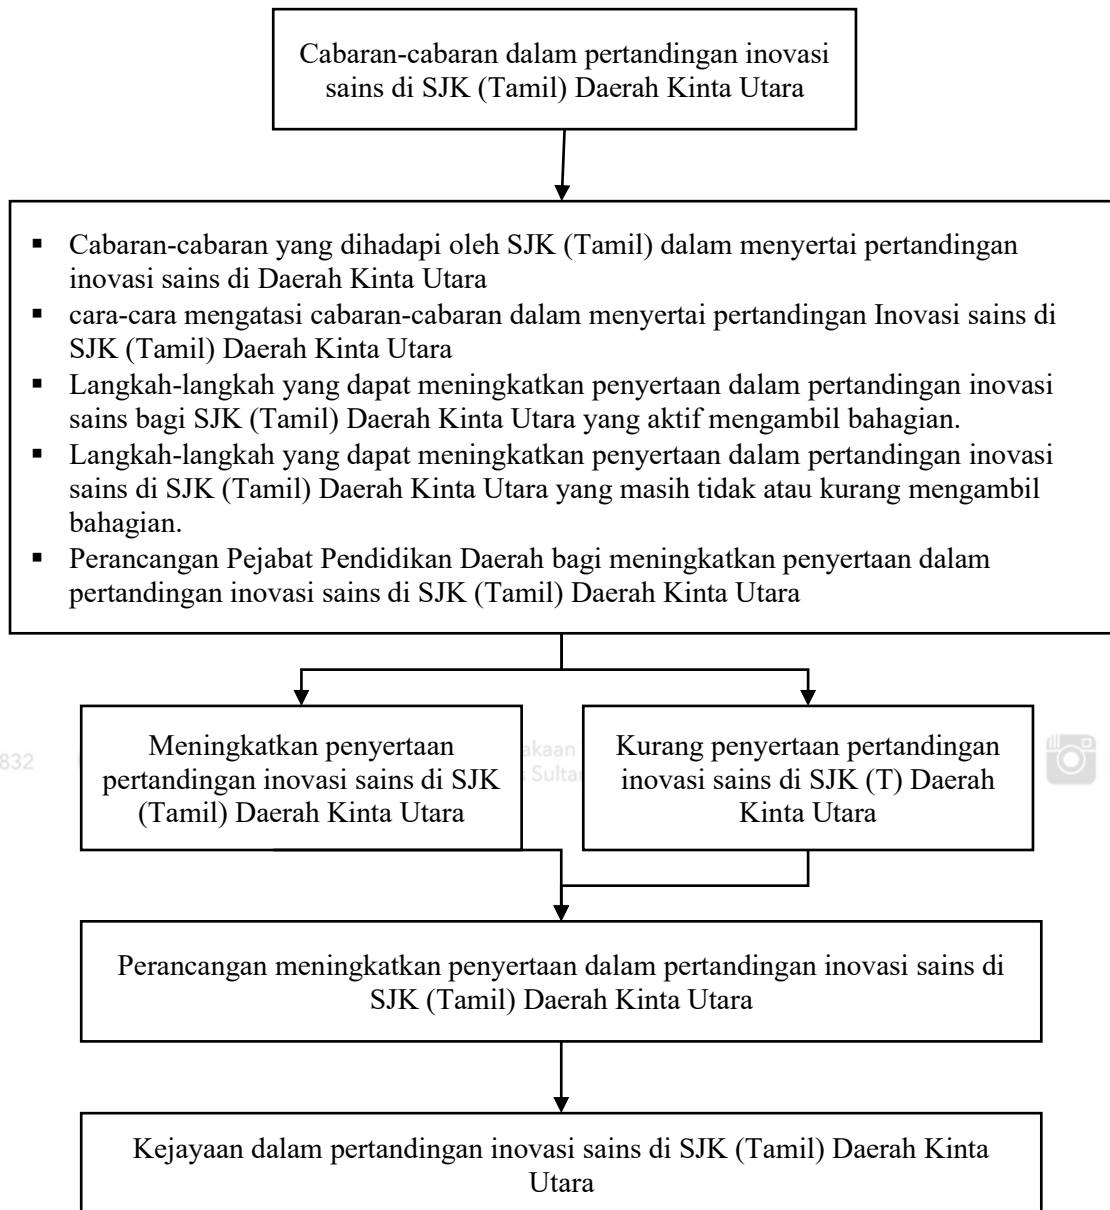 Cabaran-cabaran dalam pertandingan inovasi
sains di SJK (Tamil) Daerah Kinta Utara
▪ Cabaran-cabaran yang dihadapi oleh SJK (Tamil) dalam menyertai pertandingan
inovasi sains di Daerah Kinta Utara
▪ cara-cara mengatasi cabaran-cabaran dalam menyertai pertandingan Inovasi sains di
SJK (Tamil) Daerah Kinta Utara
▪ Langkah-langkah yang dapat meningkatkan penyertaan dalam pertandingan inovasi
sains bagi SJK (Tamil) Daerah Kinta Utara yang aktif mengambil bahagian.
▪ Langkah-langkah yang dapat meningkatkan penyertaan dalam pertandingan inovasi
sains di SJK (Tamil) Daerah Kinta Utara yang masih tidak atau kurang mengambil
bahagian.
▪ Perancangan Pejabat Pendidikan Daerah bagi meningkatkan penyertaan dalam
pertandingan inovasi sains di SJK (Tamil) Daerah Kinta Utara
Meningkatkan penyertaan
pertandingan inovasi sains di SJK
(Tamil) Daerah Kinta Utara
Kurang penyertaan pertandingan
inovasi sains di SJK (T) Daerah
Kinta Utara
832
akaan
Sulta
Perancangan meningkatkan penyertaan dalam pertandingan inovasi sains di
SJK (Tamil) Daerah Kinta Utara
Kejayaan dalam pertandingan inovasi sains di SJK (Tamil) Daerah Kinta
Utara